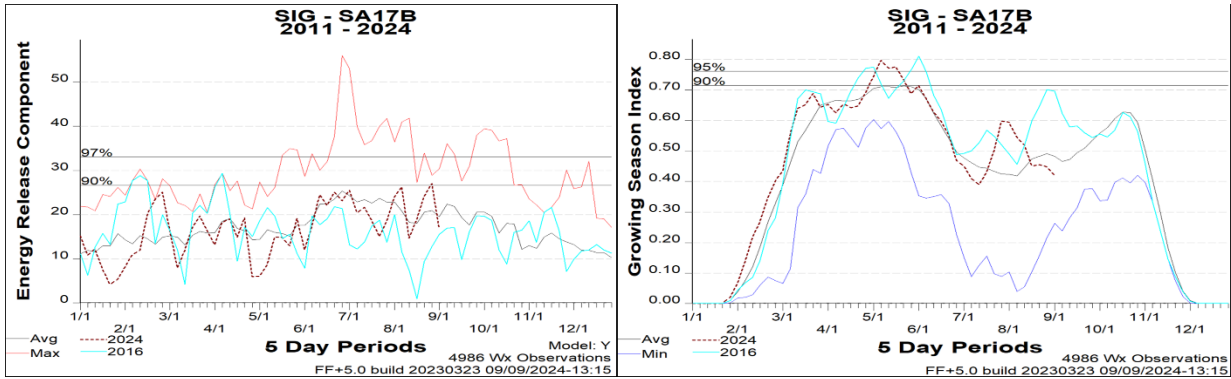 SIG - SA17B
2011 - 2024
Energy Release Component
50
40
97%
30
90%
20
10
0
1/1 2/1 3/1 4/1 5/1 6/1 7/1 8/1 9/1 10/1 11/1 12/1
Avg 2024
Max 2016
5 Day Periods
Model: Y
4986 Wx Observations
FF+5.0 build 20230323 09/09/2024-13:15
SIG - SA17B
2011 - 2024
Growing Season Index
0.80
95%
90%
0.70
0.60
0.50
0.40
0.30
0.20
0.10
0.00
1/1 2/1 3/1 4/1 5/1 6/1 7/1 8/1 9/1 10/1 11/1 12/1
Avg 2024
Min 2016
5 Day Periods
4986 Wx Observations
FF+5.0 build 20230323 09/09/2024-13:15